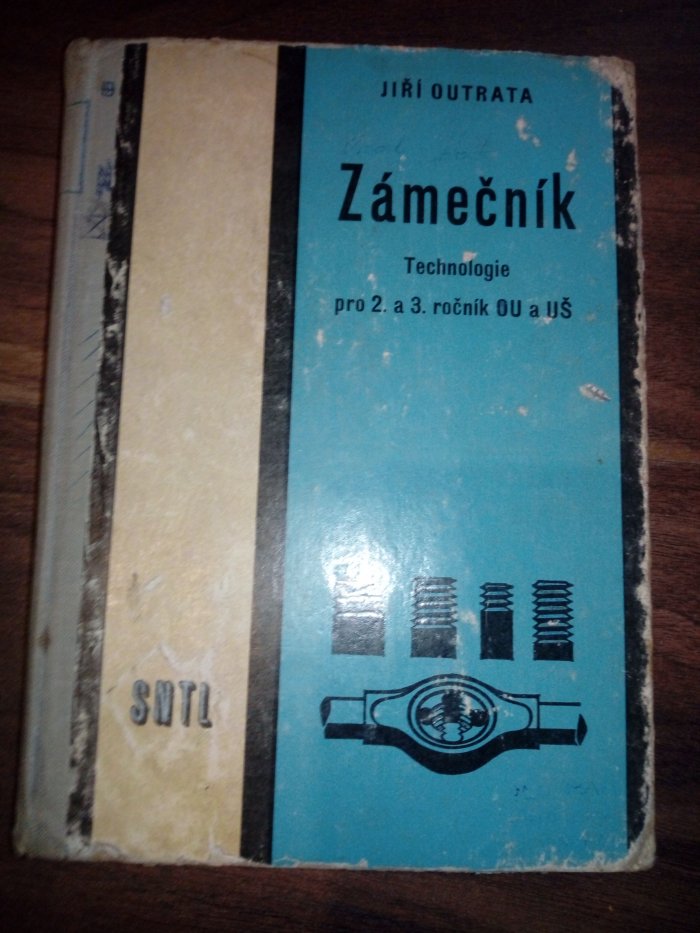 JIŘÍ OUTRATA
Zámečník
Technologie
pro 2. a 3. ročník OU a UŠ
SNTL